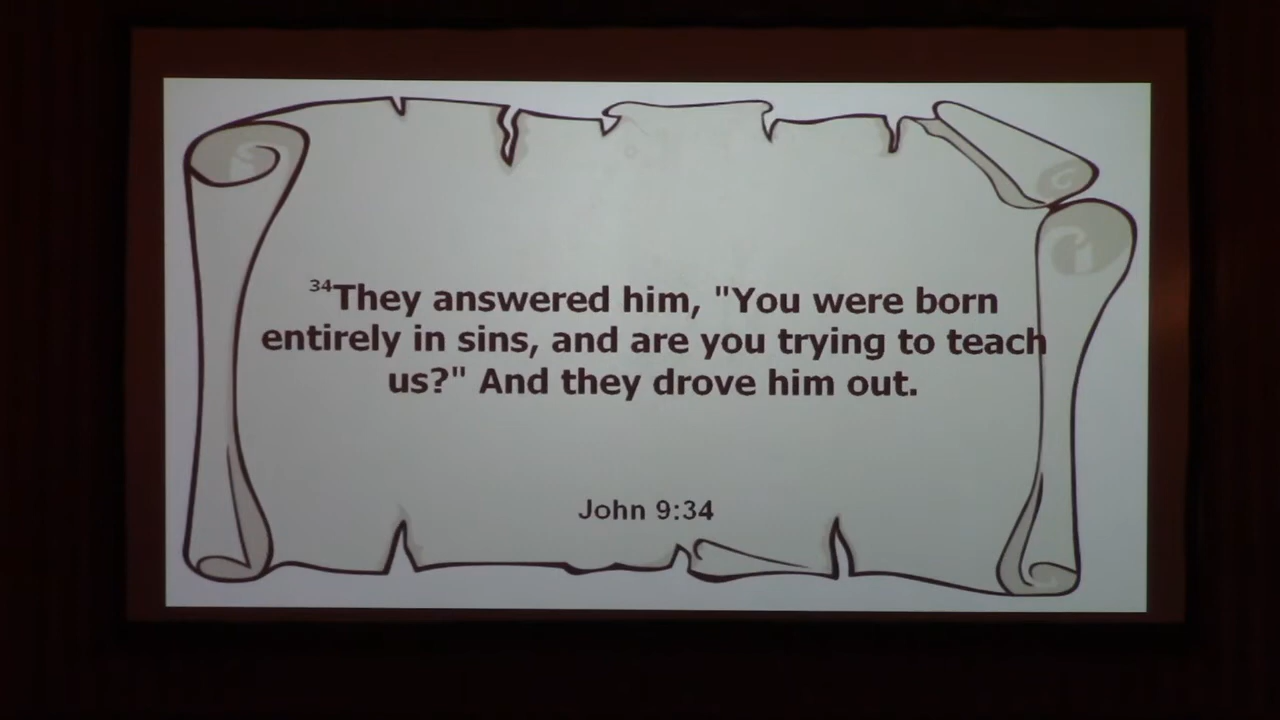 34They answered him, "You were born
entirely in sins, and are you trying to teach
us?" And they drove him out.
John 9:34